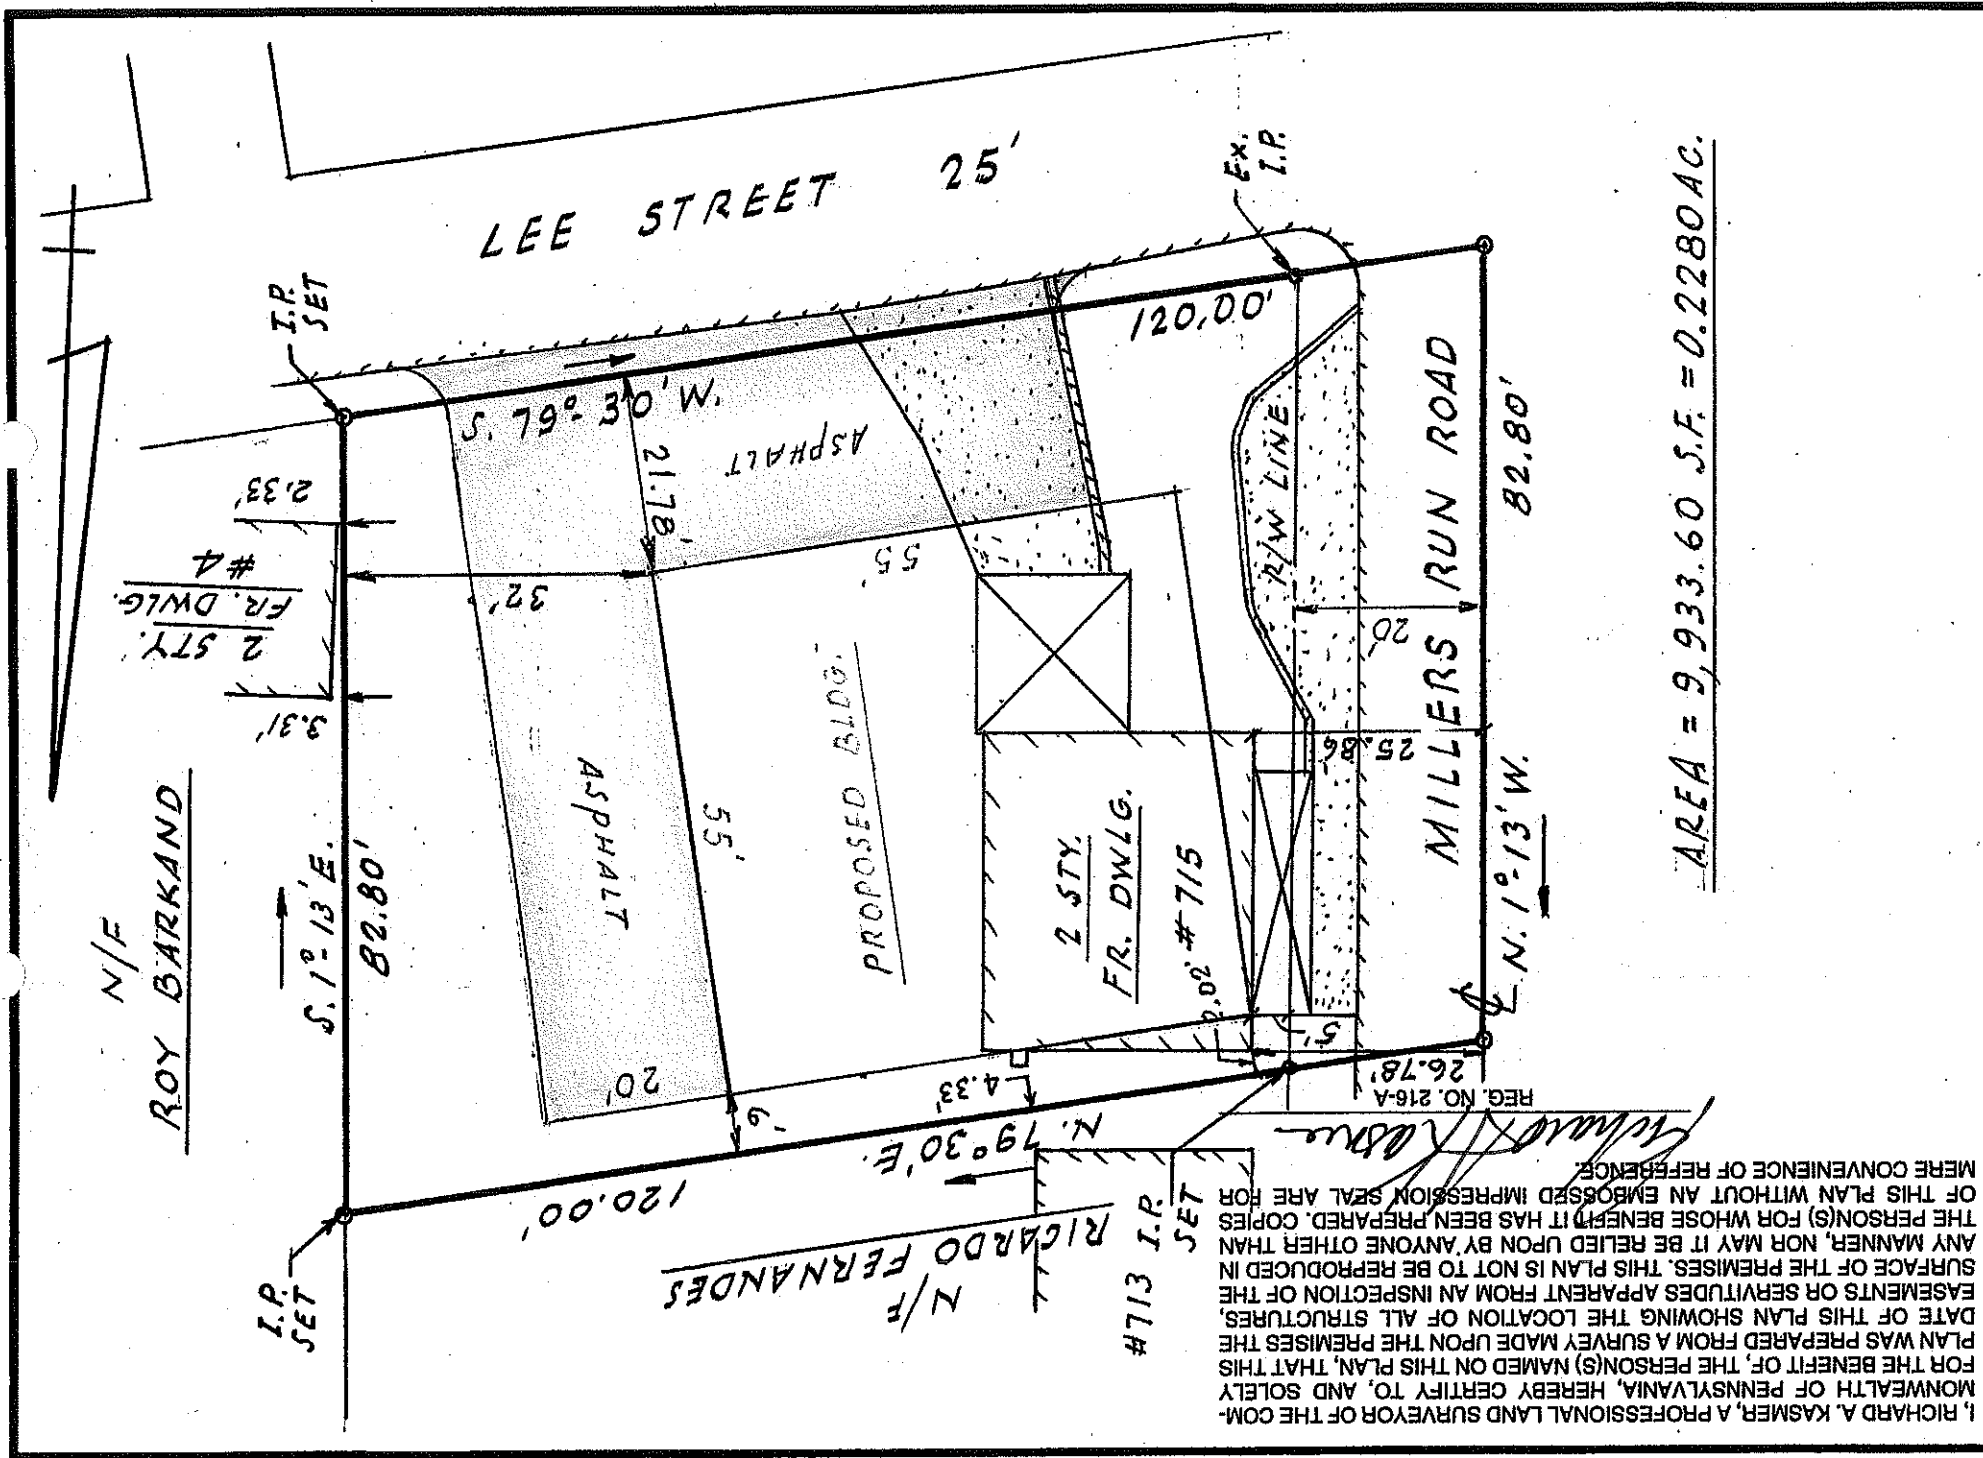 LEE STREET 25'
I.P.
SET
Ex.
I.P.
120.00'
S. 79°-30' W.
2.33'
2 STY.
FR. DWLG.
#4
3.31'
32'
21.78'
ASPHALT
55'
ASPHALT
55'
PROPOSED BLDG.
R/W LINE
20'
25.86
MILLERS RUN ROAD
82.80'
N. 1°-13' W.
AREA = 9,933.60 S.F. = 0.2280 AC.
N/F
ROY BARKAND
S. 1°-13' E.
82.80'
2 STY.
FR. DWLG.
#715
2.02'
5'
26.78'
20'
6'
4.33'
N. 79°30' E.
120.00'
I.P.
SET
N/F
RICARDO FERNANDES
#713
I.P.
SET
I, RICHARD A. KASMER, A PROFESSIONAL LAND SURVEYOR OF THE COM-
MONWEALTH OF PENNSYLVANIA, HEREBY CERTIFY TO, AND SOLELY
FOR THE BENEFIT OF, THE PERSON(S) NAMED ON THIS PLAN, THAT THIS
PLAN WAS PREPARED FROM A SURVEY MADE UPON THE PREMISES THE
DATE OF THIS PLAN SHOWING THE LOCATION OF ALL STRUCTURES,
EASEMENTS OR SERVITUDES APPARENT FROM AN INSPECTION OF THE
SURFACE OF THE PREMISES. THIS PLAN IS NOT TO BE REPRODUCED IN
ANY MANNER, NOR MAY IT BE RELIED UPON BY ANYONE OTHER THAN
THE PERSON(S) FOR WHOSE BENEFIT IT HAS BEEN PREPARED. COPIES
OF THIS PLAN WITHOUT AN EMBOSSED IMPRESSION SEAL ARE FOR
MERE CONVENIENCE OF REFERENCE.
Richard A Kasmer
REG. NO. 216-A